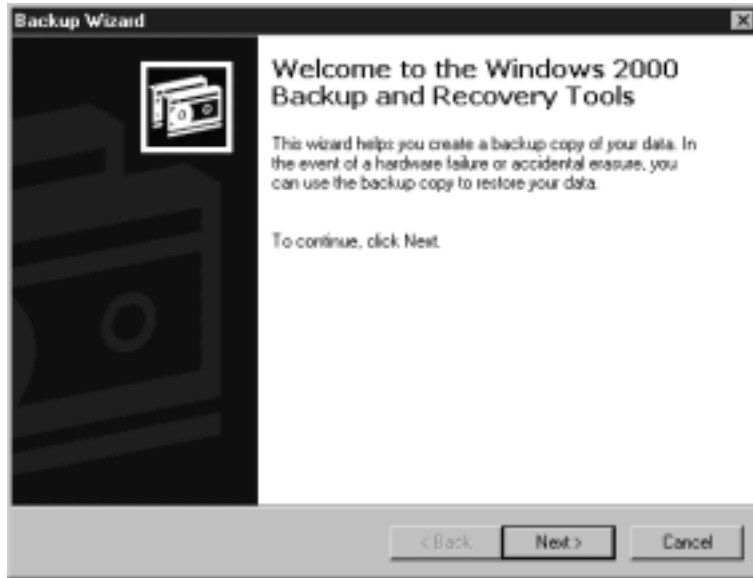 Backup Wizard
Welcome to the Windows 2000
Backup and Recovery Tools
This wizard helps you create a backup copy of your data. In
the event of a hardware failure or accidental erasure, you
can use the backup copy to restore your data.
To continue, click Next.
< Back
Next >
Cancel